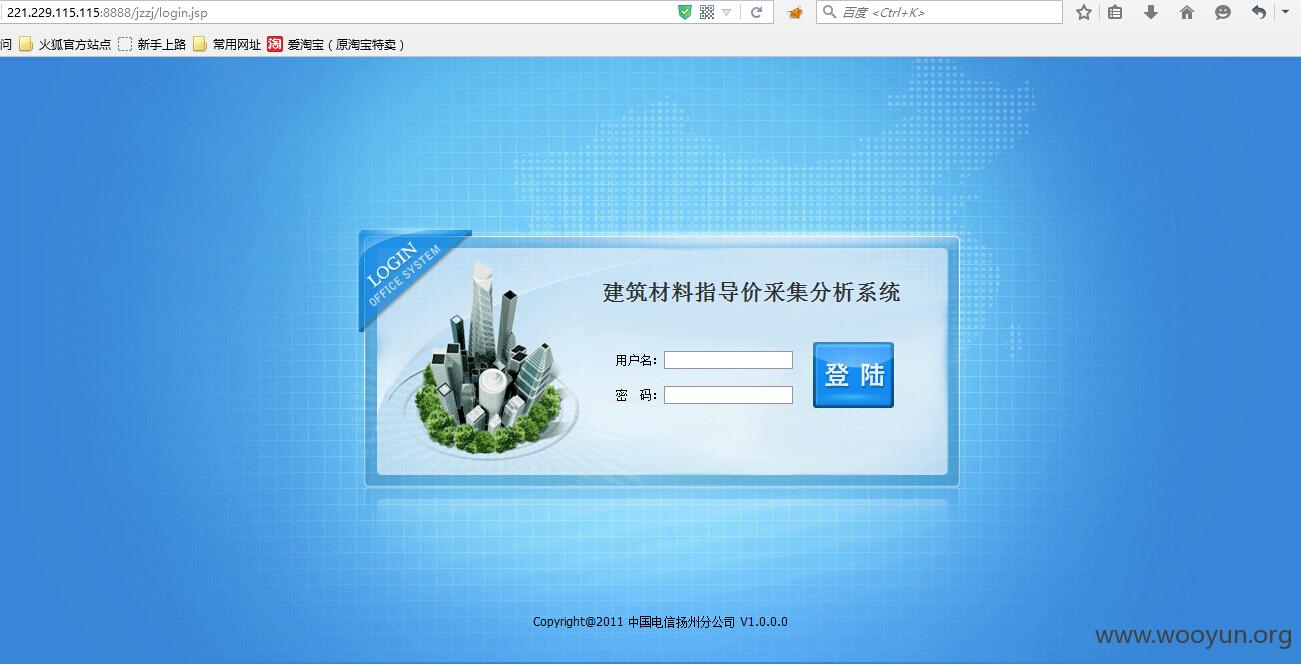 221.229.115.115:8888/jzzj/login.jsp
百度 <Ctrl+K>
问 火狐官方站点 新手上路 常用网址 淘 爱淘宝（原淘宝特卖）
LOGIN
OFFICE SYSTEM
建筑材料指导价采集分析系统
用户名：
密 码：
登 陆
Copyright@2011 中国电信扬州分公司 V1.0.0.0
www.wooyun.org